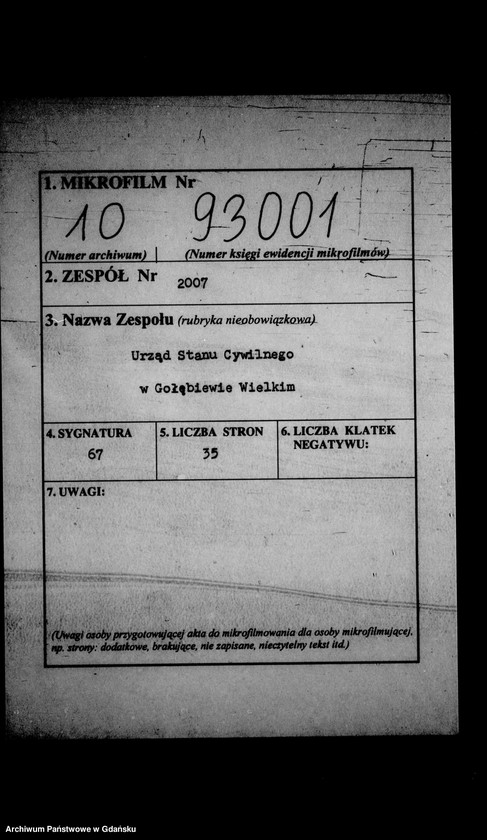 1. MIKROFILM Nr
10 93001
(Numer archiwum) (Numer księgi ewidencji mikrofilmów)
2. ZESPÓŁ Nr 2007
3. Nazwa Zespołu (rubryka nieobowiązkowa)
Urząd Stanu Cywilnego
w Gołębiewie Wielkim
4. SYGNATURA 5. LICZBA STRON 6. LICZBA KLATEK
NEGATYWU:
67 35
7. UWAGI:
(Uwagi osoby przygotowującej akta do mikrofilmowania dla osoby mikrofilmującej,
np. strony: dodatkowe, brakujące, nie zapisane, nieczytelny tekst itd.)
Archiwum Państwowe w Gdańsku